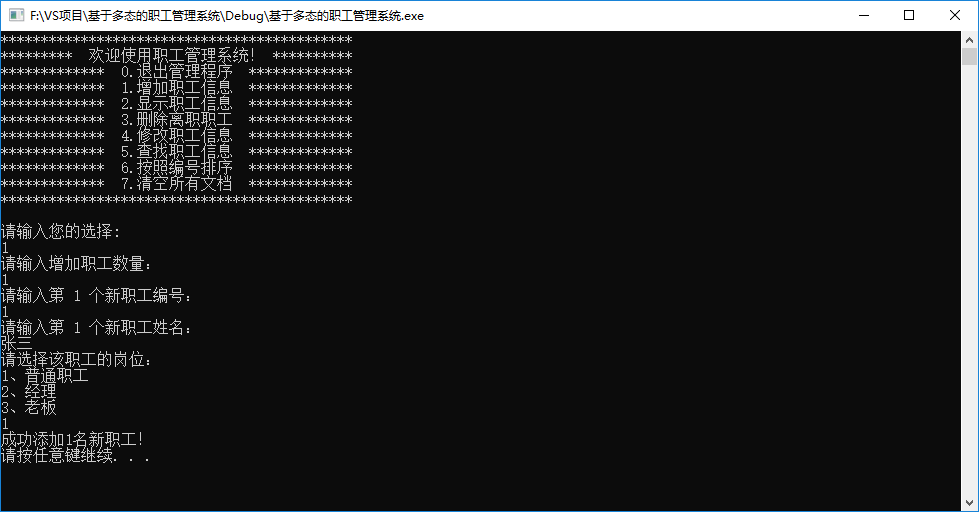 F:\VS项目\基于多态的职工管理系统\Debug\基于多态的职工管理系统.exe
********************************************
*********  欢迎使用职工管理系统!  **********
*************  0.退出管理程序  *************
*************  1.增加职工信息  *************
*************  2.显示职工信息  *************
*************  3.删除离职职工  *************
*************  4.修改职工信息  *************
*************  5.查找职工信息  *************
*************  6.按照编号排序  *************
*************  7.清空所有文档  *************
********************************************
请输入您的选择:
1
请输入增加职工数量：
1
请输入第 1 个新职工编号：
1
请输入第 1 个新职工姓名：
张三
请选择该职工的岗位：
1、普通职工
2、经理
3、老板
1
成功添加1名新职工!
请按任意键继续. . .